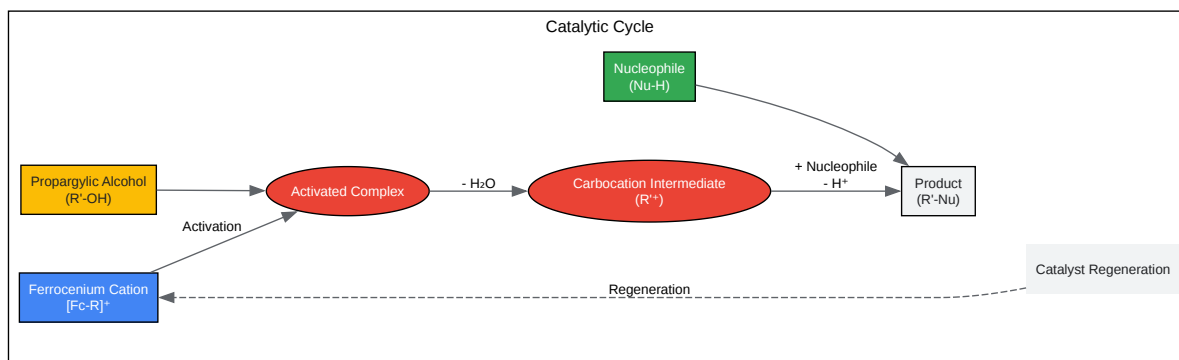 Catalytic Cycle
Nucleophile
(Nu-H)
Propargylic Alcohol
(R'-OH)
Activated Complex
- H₂O
Carbocation Intermediate
(R'⁺)
+ Nucleophile
- H⁺
Product
(R'-Nu)
Activation
Ferrocenium Cation
[Fc-R]⁺
Regeneration
Catalyst Regeneration